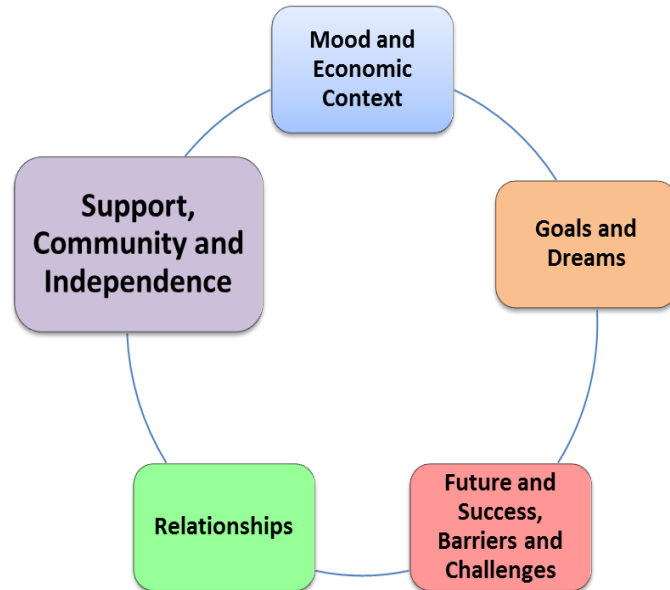 Mood and
Economic
Context
Support,
Community and
Independence
Goals and
Dreams
Relationships
Future and
Success,
Barriers and
Challenges